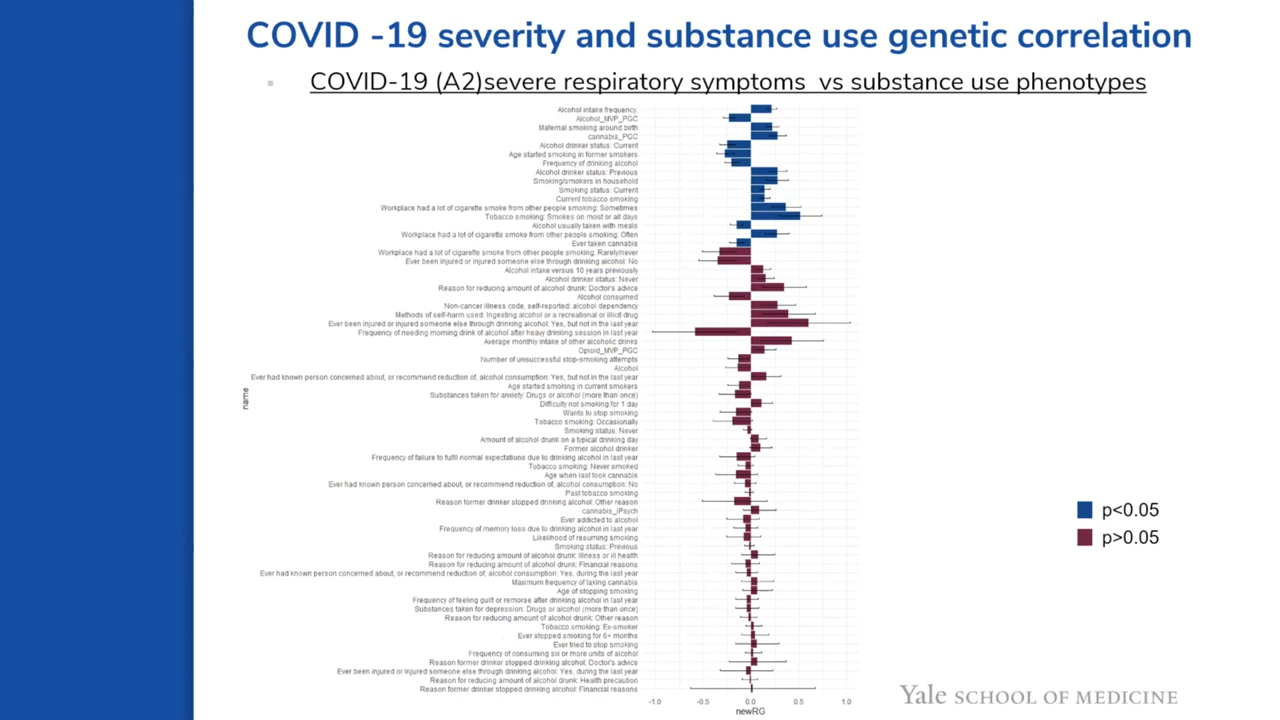 COVID -19 severity and substance use genetic correlation
COVID-19 (A2)severe respiratory symptoms vs substance use phenotypes
Alcohol intake frequency.
Alcohol_MVP_PGC
Maternal smoking around birth
cannabis_PGC
Alcohol drinker status: Current
Age started smoking in former smokers
Frequency of drinking alcohol
Alcohol drinker status: Previous
Smoking/smokers in household
Smoking status: Current
Current tobacco smoking
Workplace had a lot of cigarette smoke from other people smoking: Sometimes
Tobacco smoking: Smokes on most or all days
Alcohol usually taken with meals
Workplace had a lot of cigarette smoke from other people smoking: Often
Ever taken cannabis
Workplace had a lot of cigarette smoke from other people smoking: Rarely/never
Ever been injured or injured someone else through drinking alcohol: No
Alcohol intake versus 10 years previously
Alcohol drinker status: Never
Reason for reducing amount of alcohol drunk: Doctor's advice
Alcohol consumed
Non-cancer illness code, self-reported: alcohol dependency
Methods of self-harm used: Ingesting alcohol or a recreational or illicit drug
Ever been injured or injured someone else through drinking alcohol: Yes, but not in the last year
Frequency of needing morning drink of alcohol after heavy drinking session in last year
Average monthly intake of other alcoholic drinks
Opioid_MVP_PGC
Number of unsuccessful stop-smoking attempts
Alcohol
Ever had known person concerned about, or recommend reduction of, alcohol consumption: Yes, but not in the last year
Age started smoking in current smokers
Substances taken for anxiety: Drugs or alcohol (more than once)
Difficulty not smoking for 1 day
Wants to stop smoking
Tobacco smoking: Occasionally
Smoking status: Never
Amount of alcohol drunk on a typical drinking day
Former alcohol drinker
Frequency of failure to fulfil normal expectations due to drinking alcohol in last year
Tobacco smoking: Never smoked
Age when last took cannabis
Ever had known person concerned about, or recommend reduction of, alcohol consumption: No
Past tobacco smoking
Reason former drinker stopped drinking alcohol: Other reason
cannabis_iPsych
Ever addicted to alcohol
Frequency of memory loss due to drinking alcohol in last year
Likelihood of resuming smoking
Smoking status: Previous
Reason for reducing amount of alcohol drunk: Illness or ill health
Reason for reducing amount of alcohol drunk: Financial reasons
Ever had known person concerned about, or recommend reduction of, alcohol consumption: Yes, during the last year
Maximum frequency of taking cannabis
Age of stopping smoking
Frequency of feeling guilt or remorse after drinking alcohol in last year
Substances taken for depression: Drugs or alcohol (more than once)
Reason for reducing amount of alcohol drunk: Other reason
Tobacco smoking: Ex-smoker
Ever stopped smoking for 6+ months
Ever tried to stop smoking
Frequency of consuming six or more units of alcohol
Reason former drinker stopped drinking alcohol: Doctor's advice
Ever been injured or injured someone else through drinking alcohol: Yes, during the last year
Reason for reducing amount of alcohol drunk: Health precaution
Reason former drinker stopped drinking alcohol: Financial reasons
name
-1.0 -0.5 0.0 0.5 1.0
newRG
p<0.05
p>0.05
Yale SCHOOL OF MEDICINE